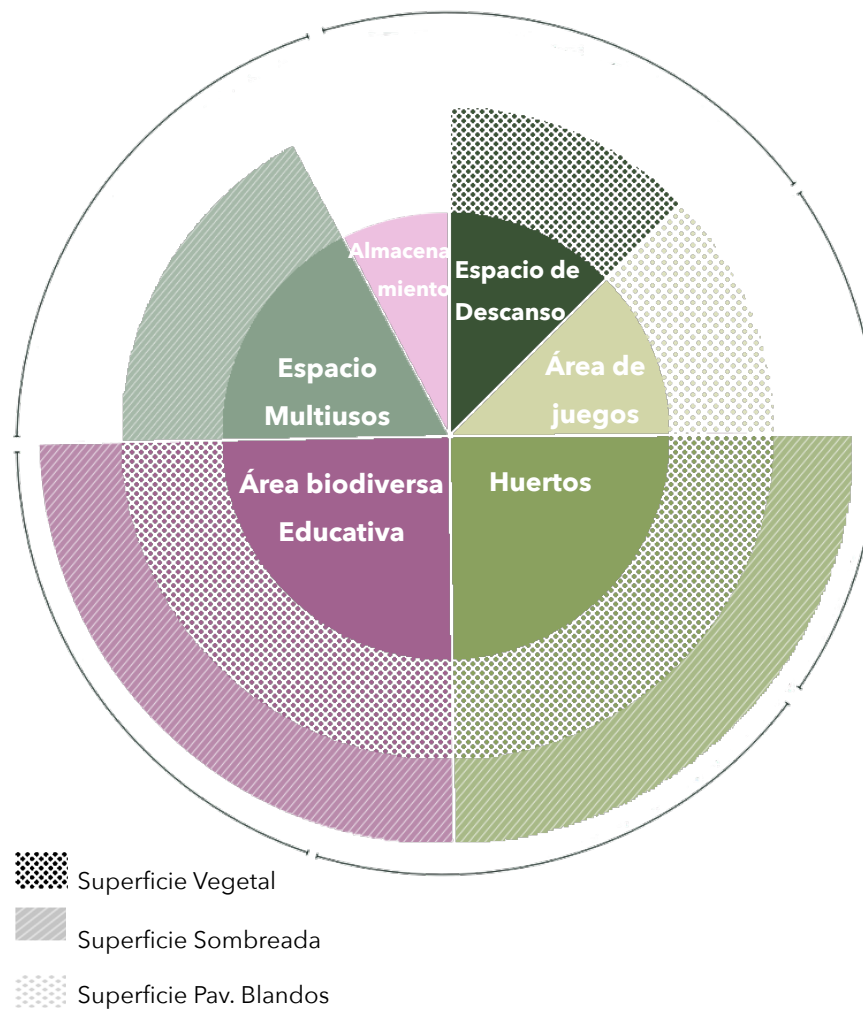 Almacena
miento
Espacio de
Descanso
Espacio
Multiusos
Área de
juegos
Área biodiversa
Educativa
Huertos
Superficie Vegetal
Superficie Sombreada
Superficie Pav. Blandos